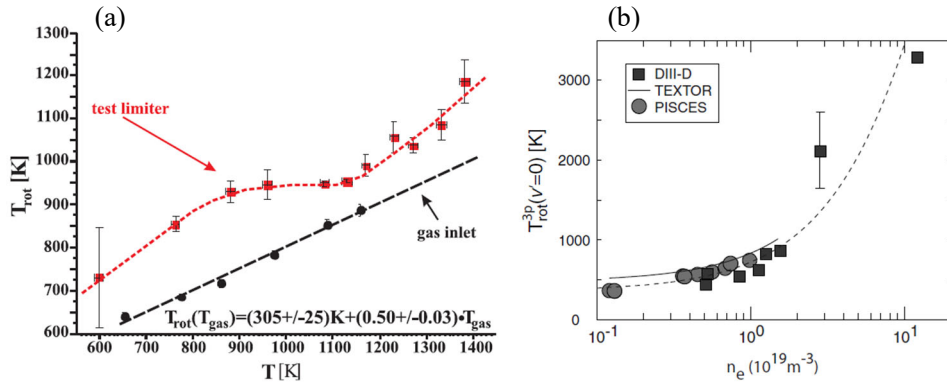 (a)
1300
1200
1100
1000
900
800
700
600
T_rot [K]
test limiter
gas inlet
T_rot(T_gas)=(305+/-25)K+(0.50+/-0.03)•T_gas
600 700 800 900 1000 1100 1200 1300 1400
T [K]
(b)
3000
2000
1000
0
T_rot^3p(v'=0) [K]
DIII-D
TEXTOR
PISCES
10^-1 10^0 10^1
n_e (10^19 m^-3)